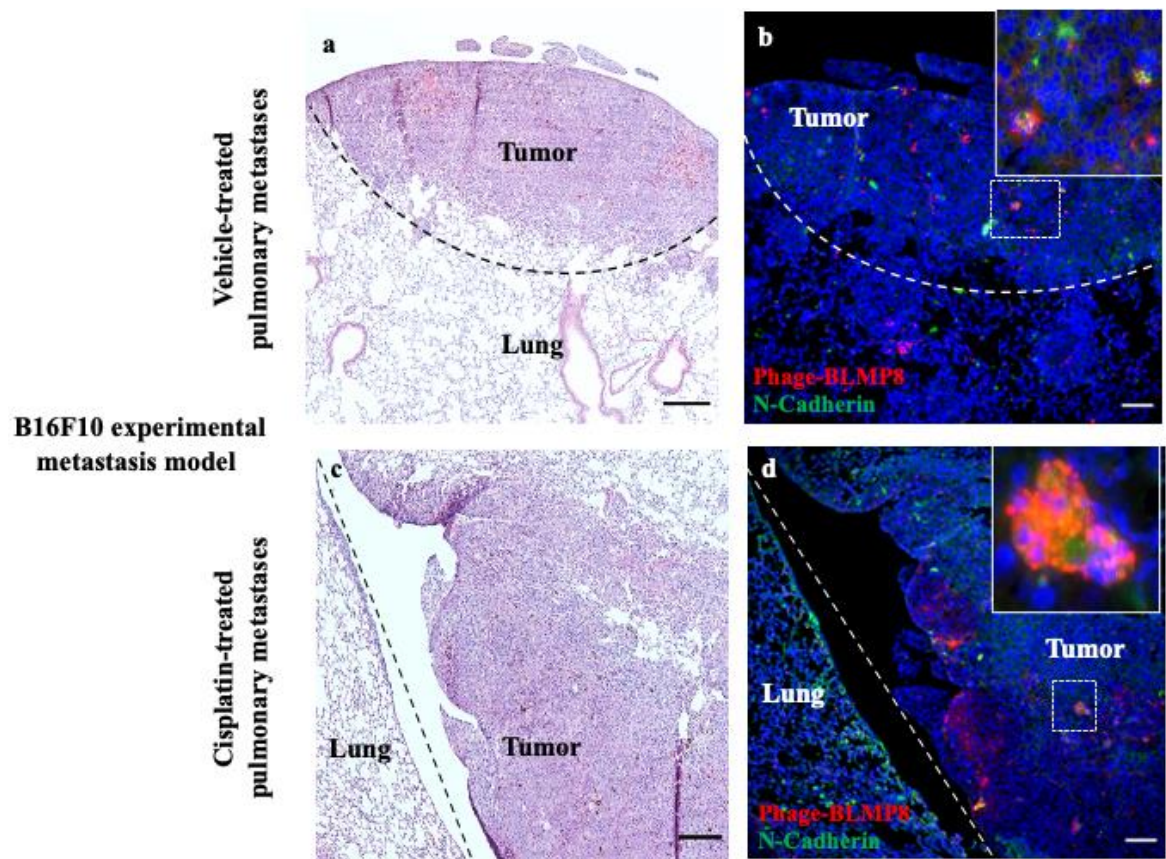 a
b
Tumor
Tumor
Vehicle-treated
pulmonary metastases
Lung
Phage-BLMP8
N-Cadherin
B16F10 experimental
metastasis model
c
d
Cisplatin-treated
pulmonary metastases
Tumor
Lung
Lung
Tumor
Phage-BLMP8
N-Cadherin